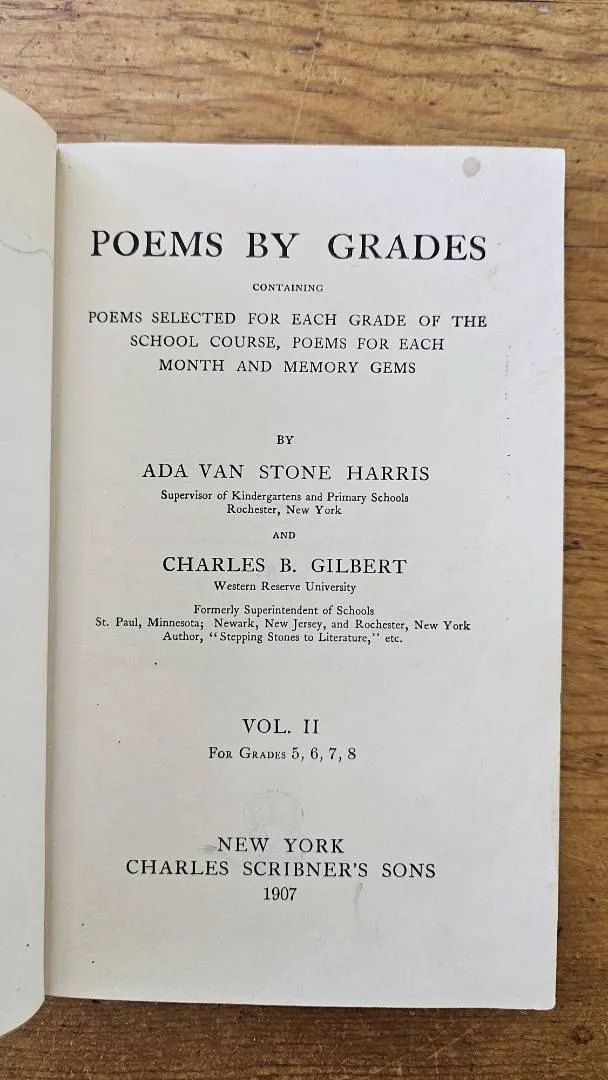 POEMS BY GRADES
CONTAINING
POEMS SELECTED FOR EACH GRADE OF THE
SCHOOL COURSE, POEMS FOR EACH
MONTH AND MEMORY GEMS
BY
ADA VAN STONE HARRIS
Supervisor of Kindergartens and Primary Schools
Rochester, New York
AND
CHARLES B. GILBERT
Western Reserve University
Formerly Superintendent of Schools
St. Paul, Minnesota; Newark, New Jersey, and Rochester, New York
Author, “Stepping Stones to Literature,” etc.
VOL. II
FOR GRADES 5, 6, 7, 8
NEW YORK
CHARLES SCRIBNER'S SONS
1907